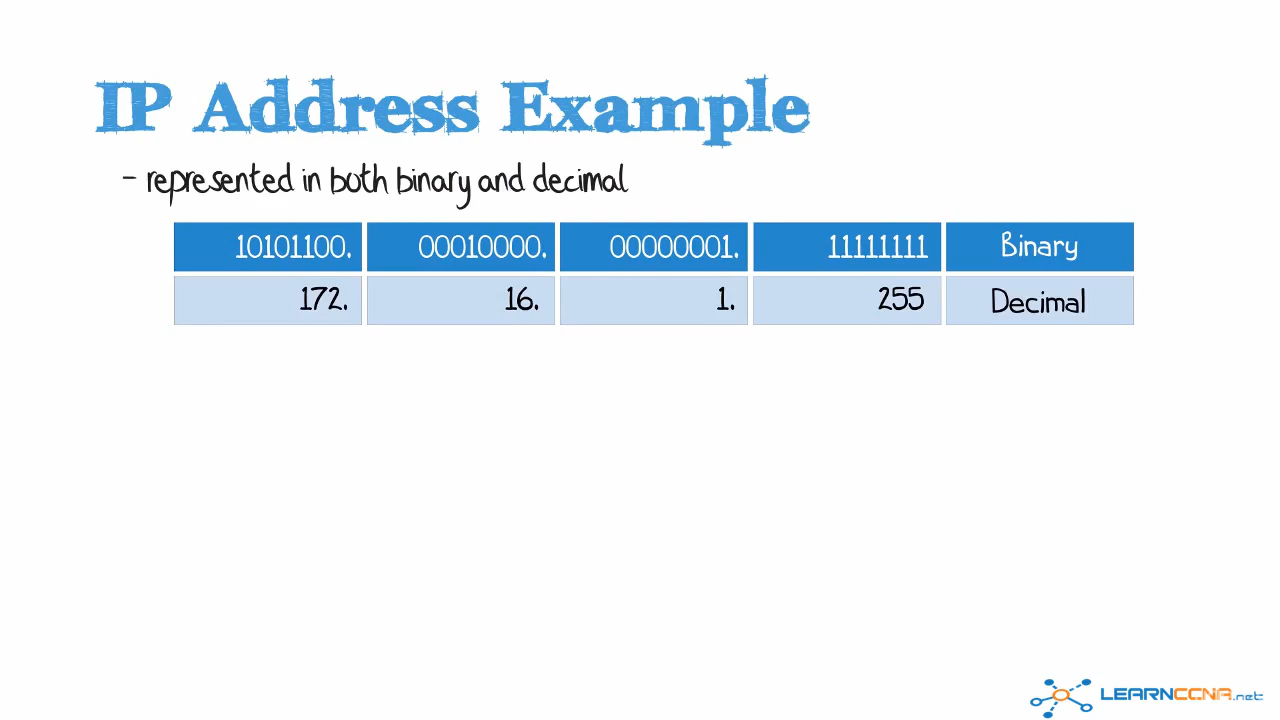 IP Address Example
- represented in both binary and decimal
10101100. 00010000. 00000001. 11111111 Binary
172. 16. 1. 255 Decimal
LEARNCCNA.net